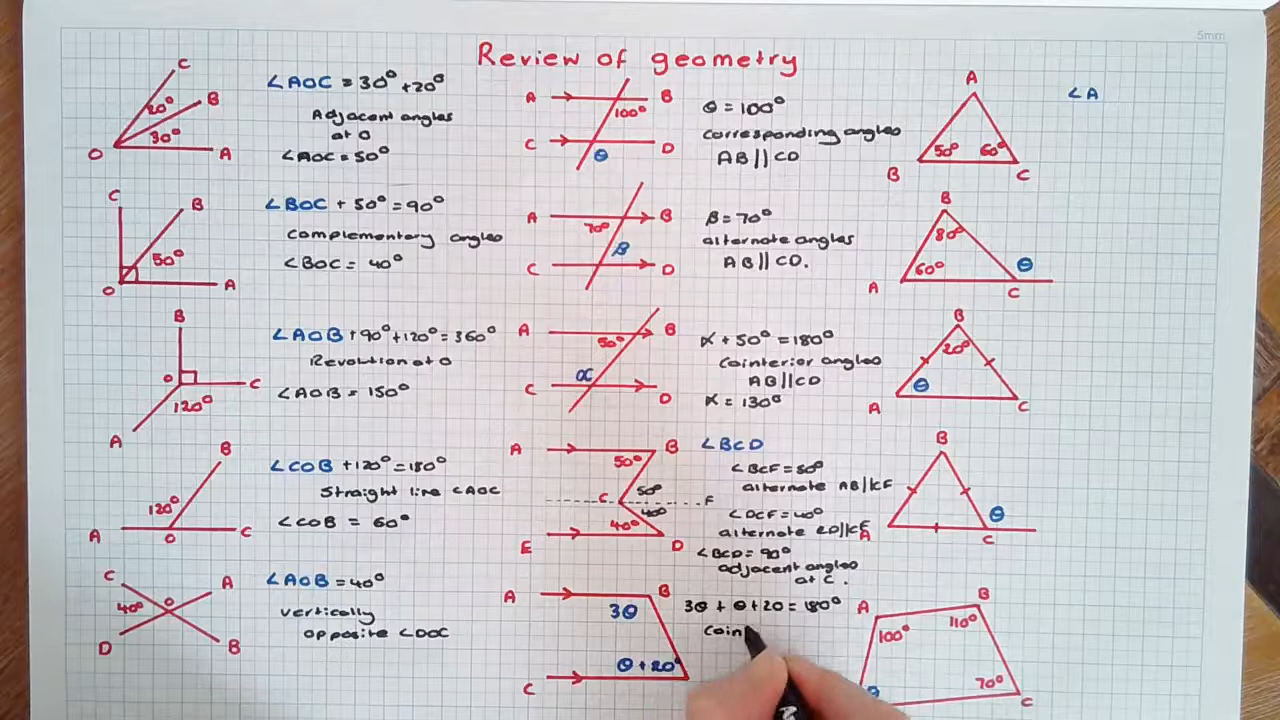 5mm
Review of geometry
C
20°
B
30°
O
A
∠AOC = 30° +20°
Adjacent angles
at O
∠AOC = 50°
C
B
50°
O
A
∠BOC + 50° = 90°
Complementary angles
∠BOC = 40°
B
O
C
120°
A
∠AOB +90°+120°=360°
Revolution at O
∠AOB = 150°
B
120°
A
O
C
∠COB +120°=180°
Straight line ∠AOC
∠COB = 60°
C
A
40°
O
D
B
∠AOB = 40°
vertically
opposite ∠DOC
A
B
100°
C
D
θ
θ = 100°
corresponding angles
AB || CD
A
B
70°
β
C
D
β = 70°
alternate angles
AB || CD.
A
B
50°
α
C
D
α + 50° = 180°
Cointerior angles
AB||CD
α = 130°
A
B
50°
C
50°
F
40°
40°
E
D
∠BCD
∠BCF = 50°
alternate AB||CF
∠DCF = 40°
alternate ED||CF
∠BCD = 90°
adjacent angles
at C.
A
B
3θ
θ + 20°
C
3θ + θ + 20 = 180°
Coin
A
50°
60°
B
C
∠A
B
80°
60°
θ
A
C
B
20°
θ
A
C
B
θ
A
C
B
A
110°
100°
70°
θ
C